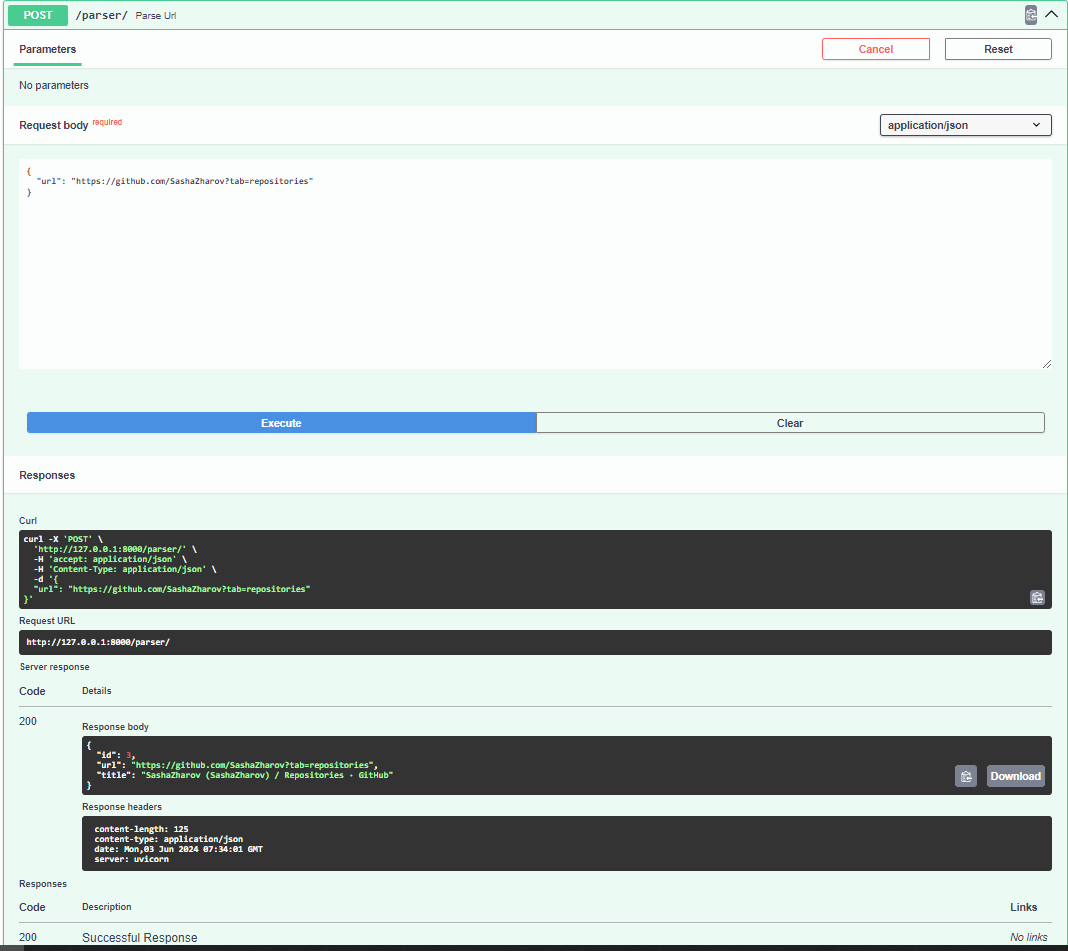 POST /parser/ Parse Url
Parameters
Cancel
Reset
No parameters
Request body required
application/json
{
"url": "https://github.com/SashaZharov?tab=repositories"
}
Execute
Clear
Responses
Curl
curl -X 'POST' \
'http://127.0.0.1:8000/parser/' \
-H 'accept: application/json' \
-H 'Content-Type: application/json' \
-d '{
"url": "https://github.com/SashaZharov?tab=repositories"
}'
Request URL
http://127.0.0.1:8000/parser/
Server response
Code Details
200
Response body
{
"id": 3,
"url": "https://github.com/SashaZharov?tab=repositories",
"title": "SashaZharov (SashaZharov) / Repositories · GitHub"
}
Download
Response headers
content-length: 125
content-type: application/json
date: Mon,03 Jun 2024 07:34:01 GMT
server: uvicorn
Responses
Code Description Links
200 Successful Response No links